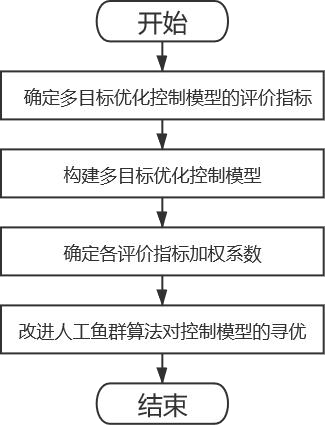 开始
确定多目标优化控制模型的评价指标
构建多目标优化控制模型
确定各评价指标加权系数
改进人工鱼群算法对控制模型的寻优
结束